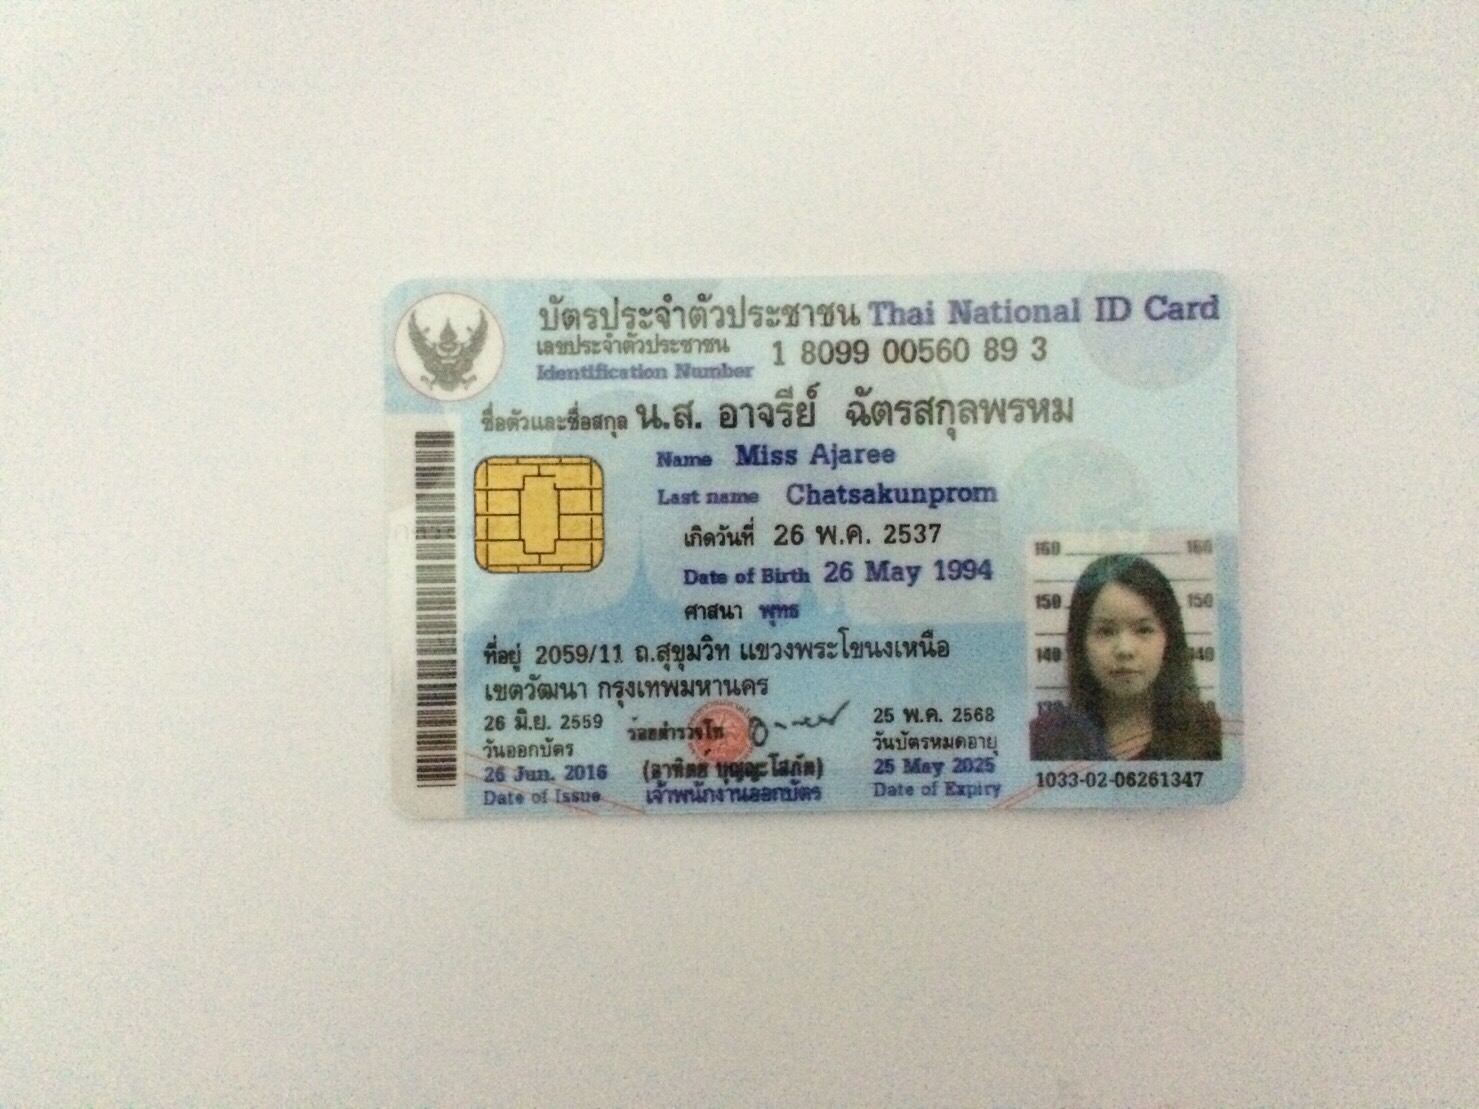 บัตรประจำตัวประชาชน Thai National ID Card
เลขประจำตัวประชาชน
Identification Number
1 8099 00560 89 3
ชื่อตัวและชื่อสกุล น.ส. อาจรีย์ ฉัตรสกุลพรหม
Name Miss Ajaree
Last name Chatsakunprom
เกิดวันที่ 26 พ.ค. 2537
Date of Birth 26 May 1994
ศาสนา พุทธ
ที่อยู่ 2059/11 ถ.สุขุมวิท แขวงพระโขนงเหนือ
เขตวัฒนา กรุงเทพมหานคร
26 มิ.ย. 2559
วันออกบัตร
26 Jun. 2016
Date of Issue
ร้อยตำรวจโท
(อาทิตย์ บุญญะโสภัต)
เจ้าพนักงานออกบัตร
25 พ.ค. 2568
วันบัตรหมดอายุ
25 May 2025
Date of Expiry
160 160
150 150
140 140
1033-02-06261347